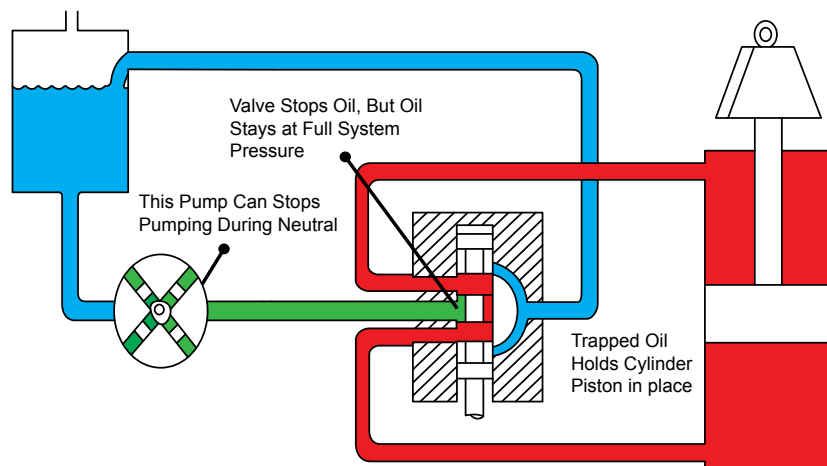 Valve Stops Oil, But Oil
Stays at Full System
Pressure
This Pump Can Stops
Pumping During Neutral
Trapped Oil
Holds Cylinder
Piston in place